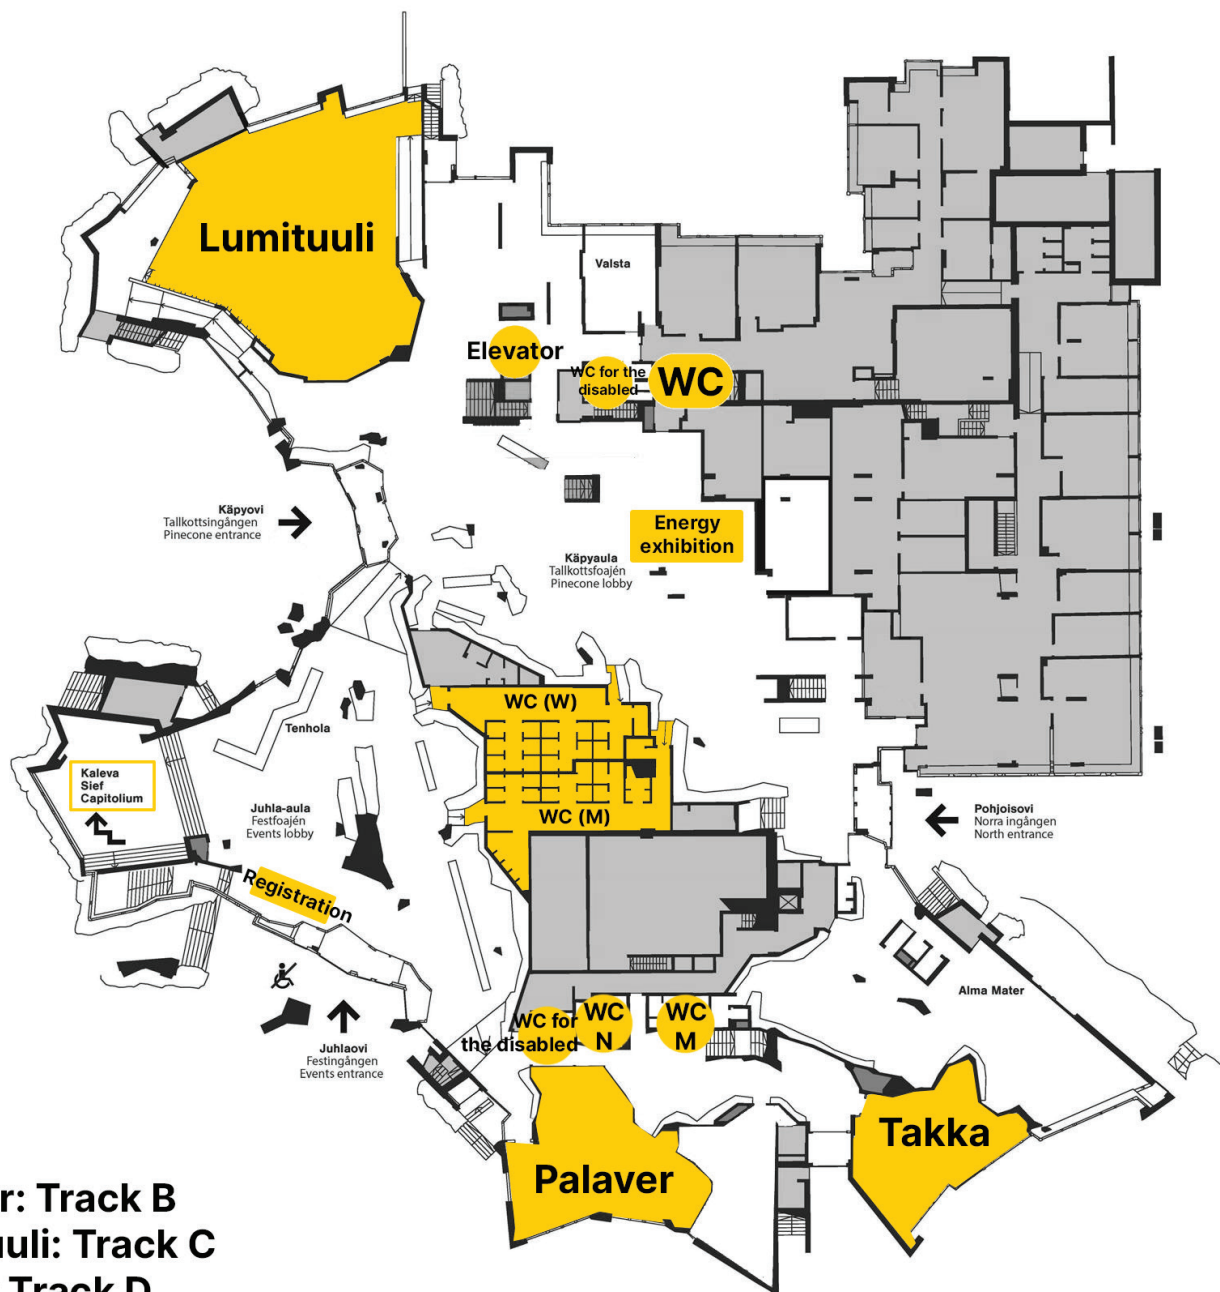 Lumituuli
Valsta
Elevator
WC for the
disabled
WC
Käpyovi
Tallkottsingången
Pinecone entrance
Energy
exhibition
Käpyaula
Tallkottsfoajén
Pinecone lobby
WC (W)
Tenhola
Kaleva
Sief
Capitolium
WC (M)
Juhla-aula
Festfoajén
Events lobby
Pohjoisovi
Norra ingången
North entrance
Registration
Alma Mater
WC for
the disabled
WC
N
WC
M
Juhlaovi
Festingången
Events entrance
Takka
Palaver
r: Track B
uli: Track C
Track D